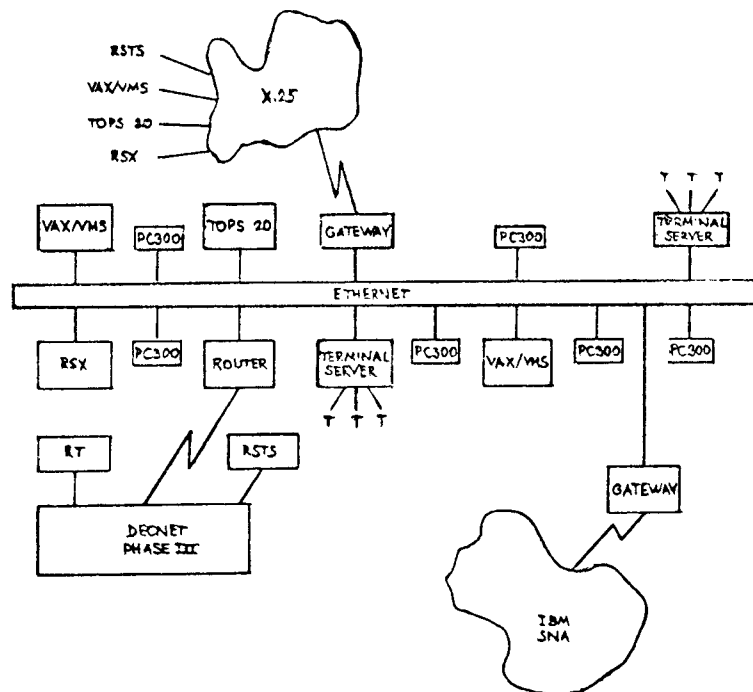 RSTS
VAX/VMS
TOPS 20
RSX
X.25
T T T
VAX/VMS
PC300
TOPS 20
GATEWAY
PC300
TERMINAL
SERVER
ETHERNET
RSX
PC300
ROUTER
TERMINAL
SERVER
PC300
VAX/VMS
PC300
PC300
T T T
RT
RSTS
GATEWAY
DECNET
PHASE III
IBM
SNA